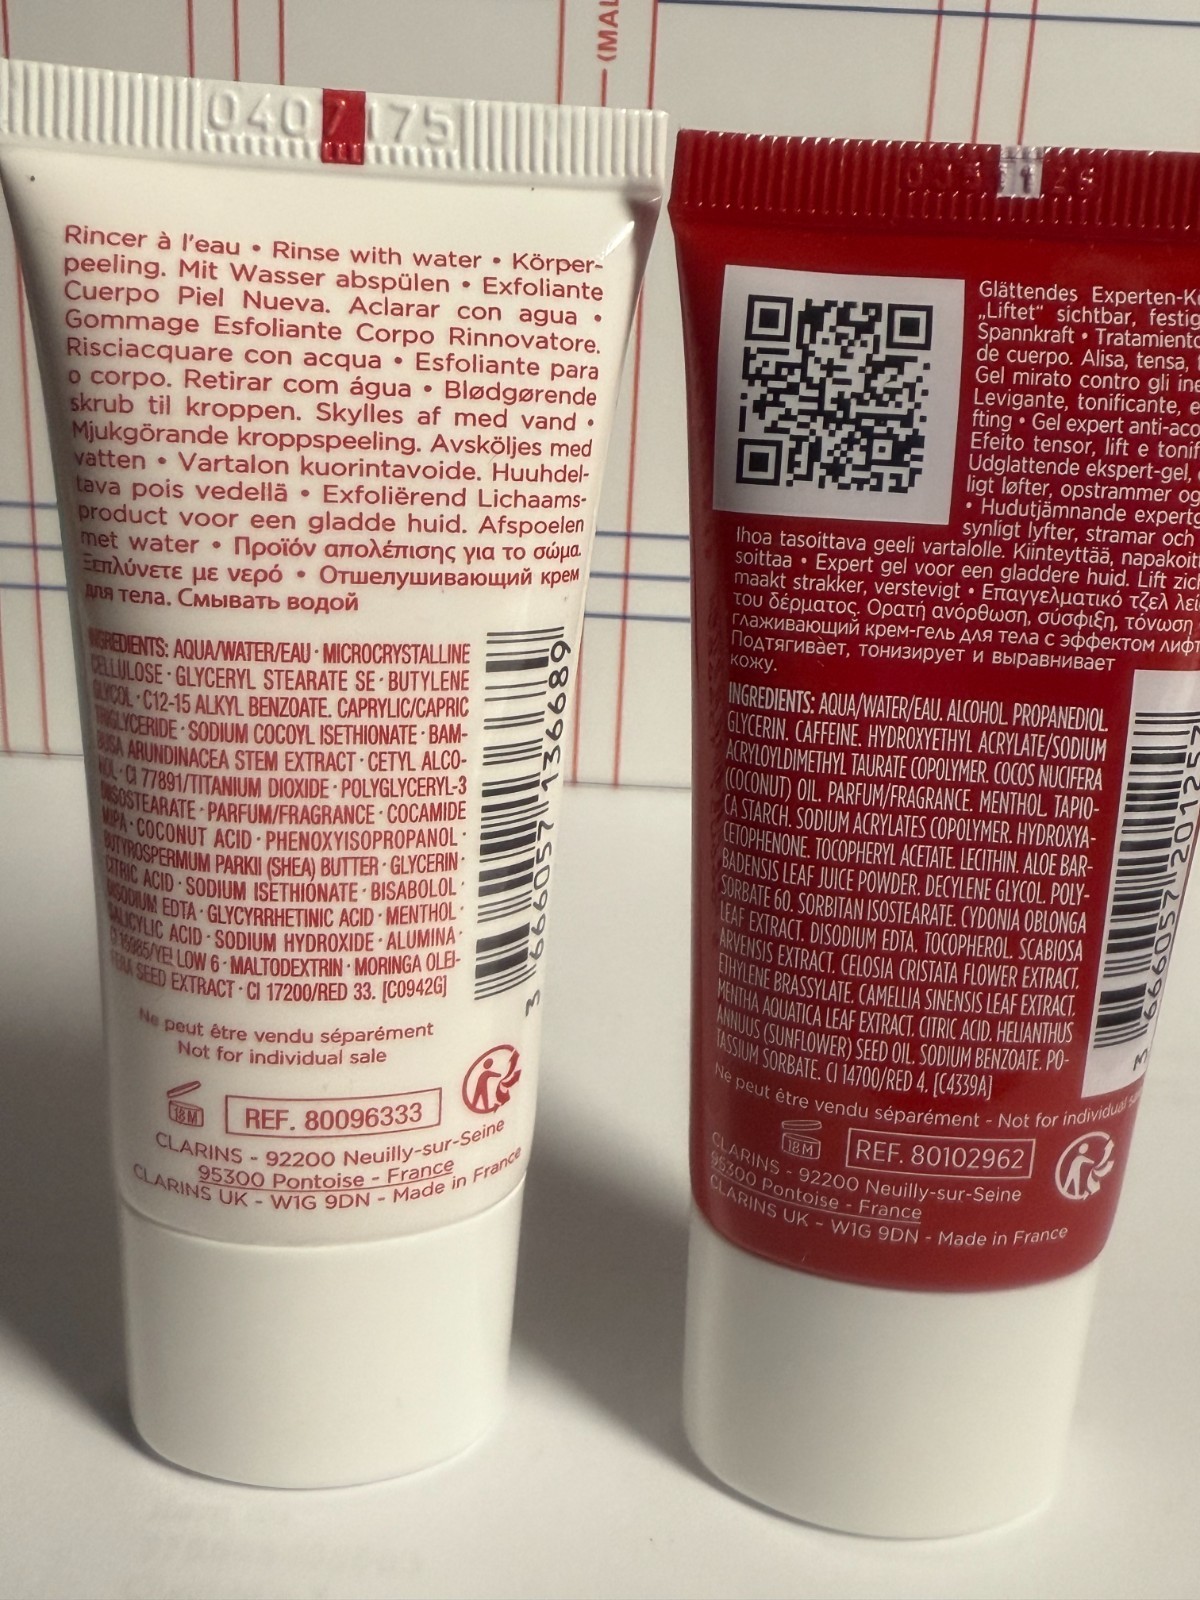 (MAL
0407175
Rincer à l'eau • Rinse with water • Körper-
peeling. Mit Wasser abspülen • Exfoliante
Cuerpo Piel Nueva. Aclarar con agua •
Gommage Esfoliante Corpo Rinnovatore.
Risciacquare con acqua • Esfoliante para
o corpo. Retirar com água • Blødgørende
skrub til kroppen. Skylles af med vand •
Mjukgörande kroppspeeling. Avsköljes med
vatten • Vartalon kuorintavoide. Huuhdel-
tava pois vedellä • Exfoliërend Lichaams-
product voor een gladde huid. Afspoelen
met water • Προϊόν απολέπισης για το σώμα.
Ξεπλύνετε με νερό • Отшелушивающий крем
для тела. Смывать водой
INGREDIENTS: AQUA/WATER/EAU · MICROCRYSTALLINE
CELLULOSE · GLYCERYL STEARATE SE · BUTYLENE
GLYCOL · C12-15 ALKYL BENZOATE. CAPRYLIC/CAPRIC
TRIGLYCERIDE · SODIUM COCOYL ISETHIONATE · BAM-
BUSA ARUNDINACEA STEM EXTRACT · CETYL ALCO-
HOL · CI 77891/TITANIUM DIOXIDE · POLYGLYCERYL-3
DIISOSTEARATE · PARFUM/FRAGRANCE · COCAMIDE
MIPA · COCONUT ACID · PHENOXYISOPROPANOL ·
BUTYROSPERMUM PARKII (SHEA) BUTTER · GLYCERIN ·
CITRIC ACID · SODIUM ISETHIONATE · BISABOLOL ·
DISODIUM EDTA · GLYCYRRHETINIC ACID · MENTHOL ·
SALICYLIC ACID · SODIUM HYDROXIDE · ALUMINA ·
CI 15985/YELLOW 6 · MALTODEXTRIN · MORINGA OLEI-
FERA SEED EXTRACT · CI 17200/RED 33. [C0942G]
3 666057 136689
Ne peut être vendu séparément
Not for individual sale
18M
REF. 80096333
CLARINS - 92200 Neuilly-sur-Seine
95300 Pontoise - France
CLARINS UK - W1G 9DN - Made in France
Glättendes Experten-K
„Liftet“ sichtbar, festig
Spannkraft • Tratamiento
de cuerpo. Alisa, tensa,
Gel mirato contro gli ine
Levigante, tonificante, e
fting • Gel expert anti-aco
Efeito tensor, lift e tonif
Udglattende ekspert-gel,
ligt løfter, opstrammer og
• Hudutjämnande expert
synligt lyfter, stramar och
Ihoa tasoittava geeli vartalolle. Kiinteyttää, napakoit
soittaa • Expert gel voor een gladdere huid. Lift zic
maakt strakker, verstevigt • Επαγγελματικό τζελ λεί
του δέρματος. Ορατή ανόρθωση, σύσφιξη, τόνωση
глаживающий крем-гель для тела с эффектом лифт
Подтягивает, тонизирует и выравнивает
кожу.
INGREDIENTS: AQUA/WATER/EAU. ALCOHOL. PROPANEDIOL.
GLYCERIN. CAFFEINE. HYDROXYETHYL ACRYLATE/SODIUM
ACRYLOYLDIMETHYL TAURATE COPOLYMER. COCOS NUCIFERA
(COCONUT) OIL. PARFUM/FRAGRANCE. MENTHOL. TAPIO-
CA STARCH. SODIUM ACRYLATES COPOLYMER. HYDROXYA-
CETOPHENONE. TOCOPHERYL ACETATE. LECITHIN. ALOE BAR-
BADENSIS LEAF JUICE POWDER. DECYLENE GLYCOL. POLY-
SORBATE 60. SORBITAN ISOSTEARATE. CYDONIA OBLONGA
LEAF EXTRACT. DISODIUM EDTA. TOCOPHEROL. SCABIOSA
ARVENSIS EXTRACT. CELOSIA CRISTATA FLOWER EXTRACT.
ETHYLENE BRASSYLATE. CAMELLIA SINENSIS LEAF EXTRACT.
MENTHA AQUATICA LEAF EXTRACT. CITRIC ACID. HELIANTHUS
ANNUUS (SUNFLOWER) SEED OIL. SODIUM BENZOATE. PO-
TASSIUM SORBATE. CI 14700/RED 4. [C4339A]
3 666057 201257
Ne peut être vendu séparément - Not for individual
18M
REF. 80102962
CLARINS - 92200 Neuilly-sur-Seine
95300 Pontoise - France
CLARINS UK - W1G 9DN - Made in France